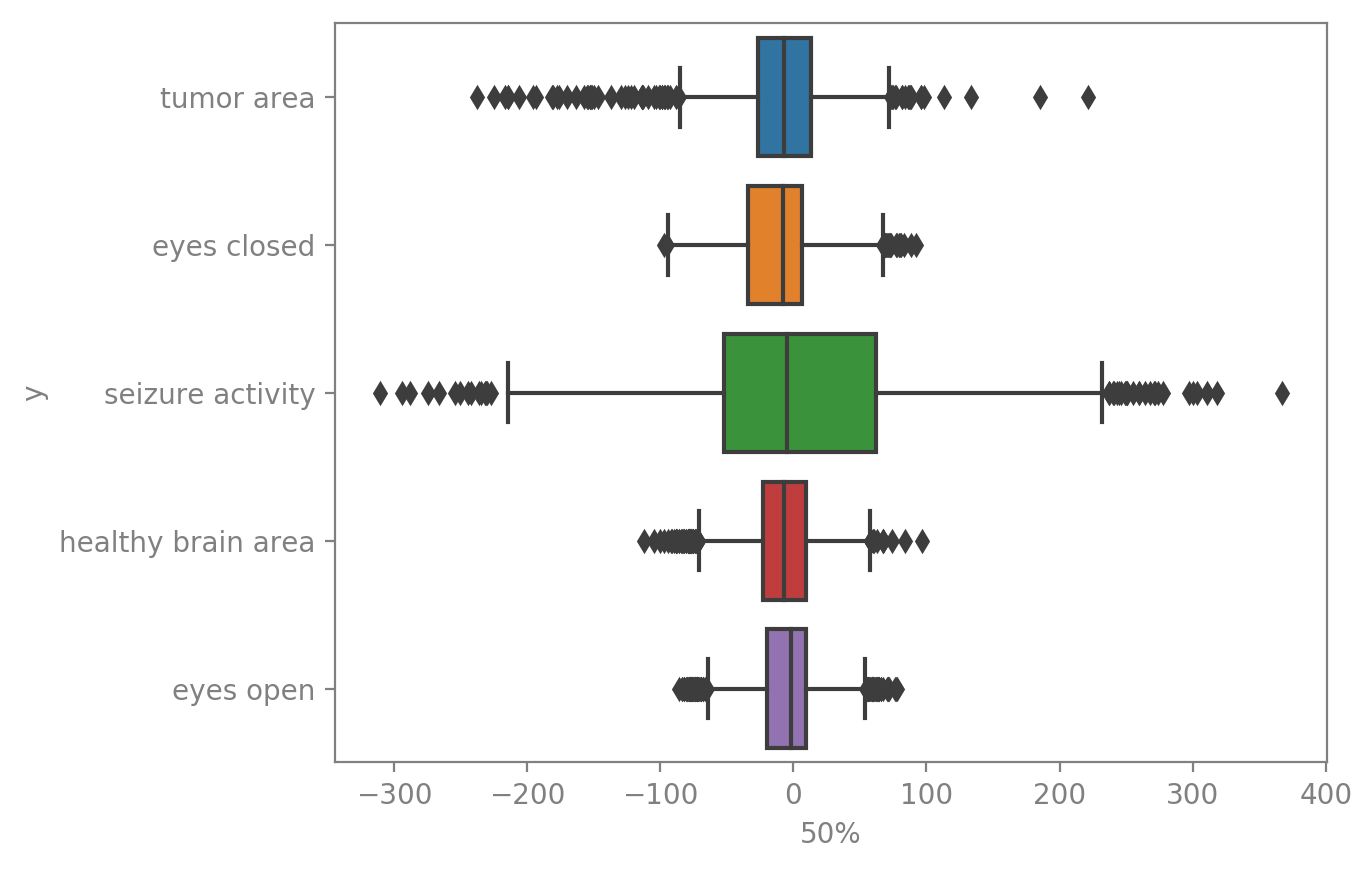 tumor area
eyes closed
seizure activity
healthy brain area
eyes open
y
−300 −200 −100 0 100 200 300 400
50%